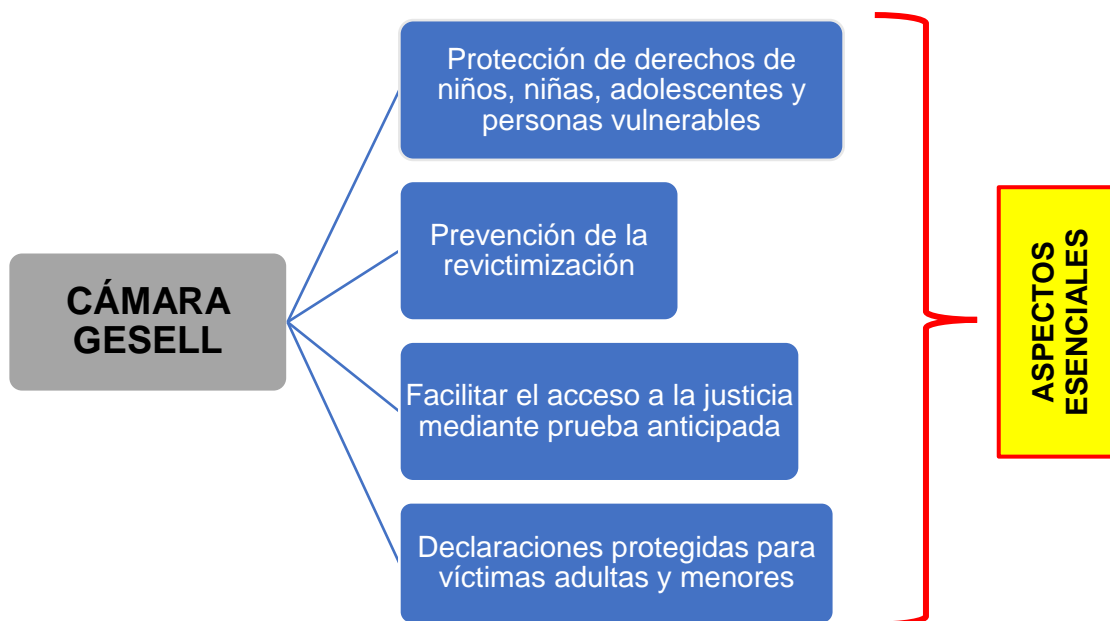 Protección de derechos de
niños, niñas, adolescentes y
personas vulnerables
Prevención de la
revictimización
CÁMARA
GESELL
Facilitar el acceso a la justicia
mediante prueba anticipada
Declaraciones protegidas para
víctimas adultas y menores
ASPECTOS
ESENCIALES